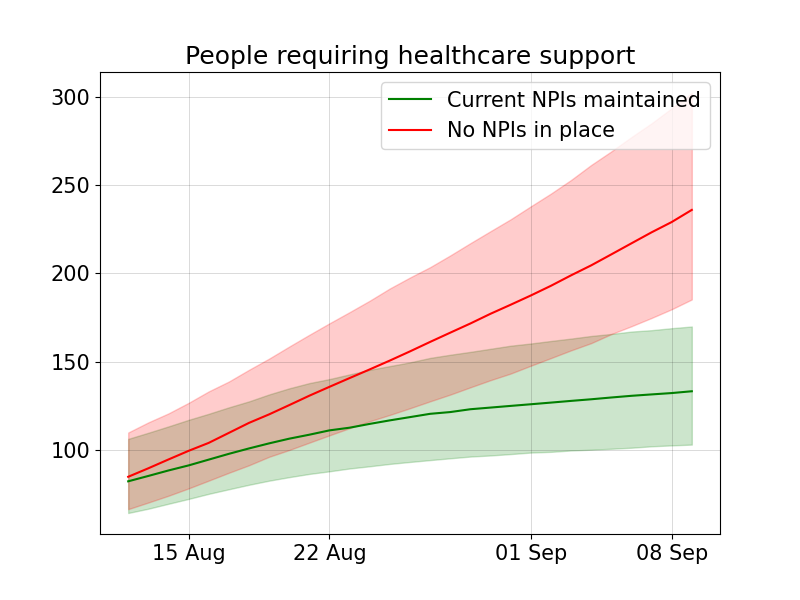 People requiring healthcare support
Current NPIs maintained
No NPIs in place
300
250
200
150
100
15 Aug
22 Aug
01 Sep
08 Sep